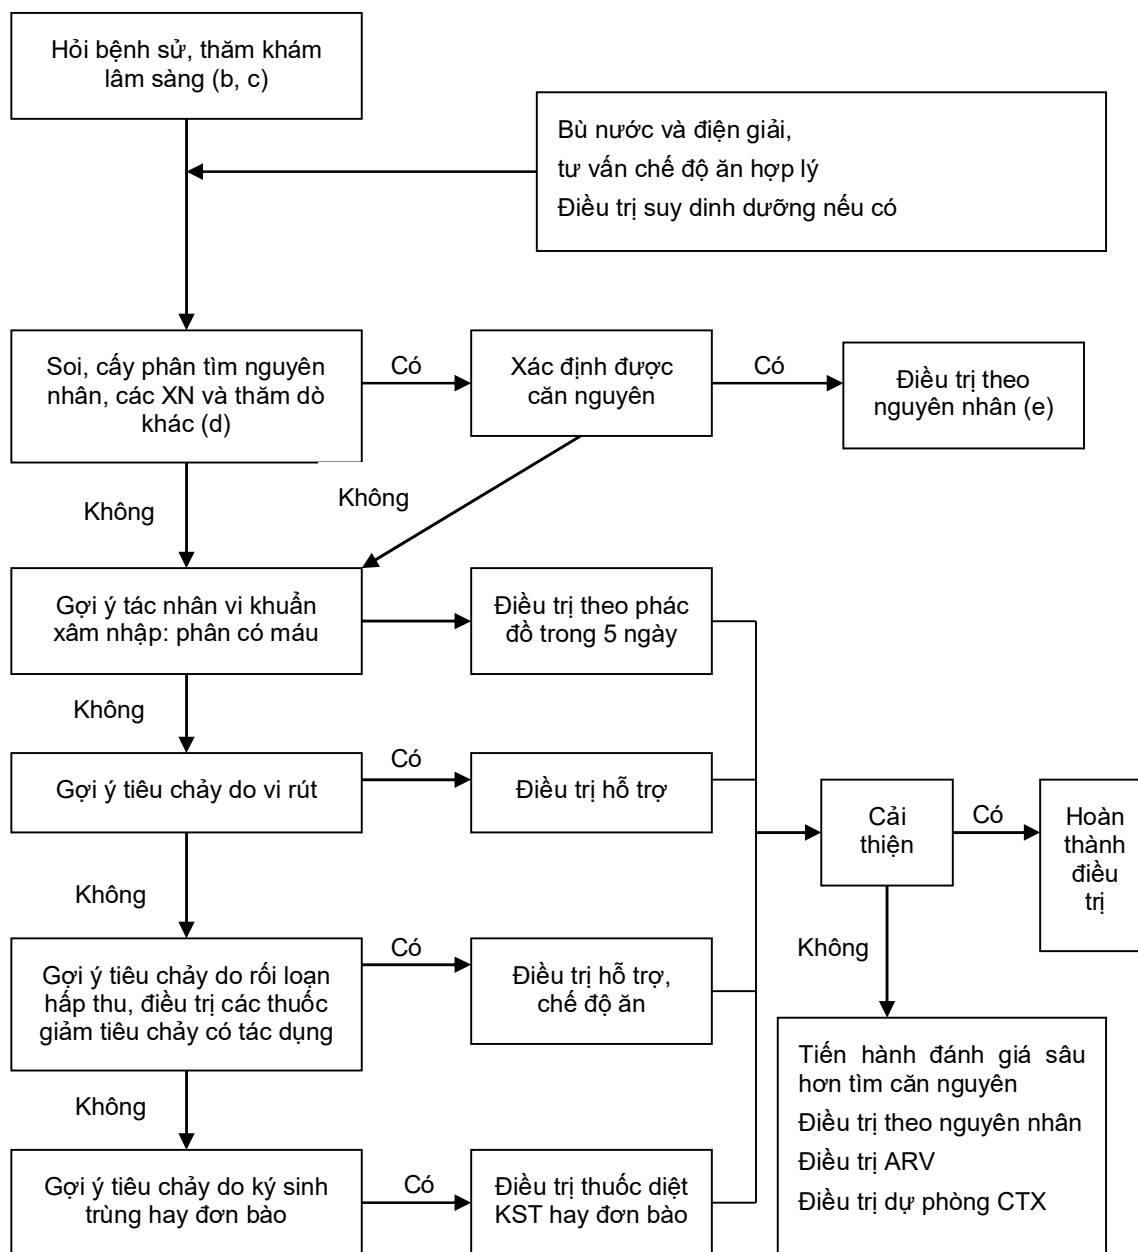 Hỏi bệnh sử, thăm khám
lâm sàng (b, c)
Bù nước và điện giải,
tư vấn chế độ ăn hợp lý
Điều trị suy dinh dưỡng nếu có
Soi, cấy phân tìm nguyên
nhân, các XN và thăm dò
khác (d)
Có
Xác định được
căn nguyên
Có
Điều trị theo
nguyên nhân (e)
Không
Không
Gợi ý tác nhân vi khuẩn
xâm nhập: phân có máu
Điều trị theo phác
đồ trong 5 ngày
Không
Gợi ý tiêu chảy do vi rút
Có
Điều trị hỗ trợ
Cải
thiện
Có
Hoàn
thành
điều
trị
Không
Gợi ý tiêu chảy do rối loạn
hấp thu, điều trị các thuốc
giảm tiêu chảy có tác dụng
Có
Điều trị hỗ trợ,
chế độ ăn
Không
Tiến hành đánh giá sâu
hơn tìm căn nguyên
Điều trị theo nguyên nhân
Điều trị ARV
Điều trị dự phòng CTX
Không
Gợi ý tiêu chảy do ký sinh
trùng hay đơn bào
Có
Điều trị thuốc diệt
KST hay đơn bào